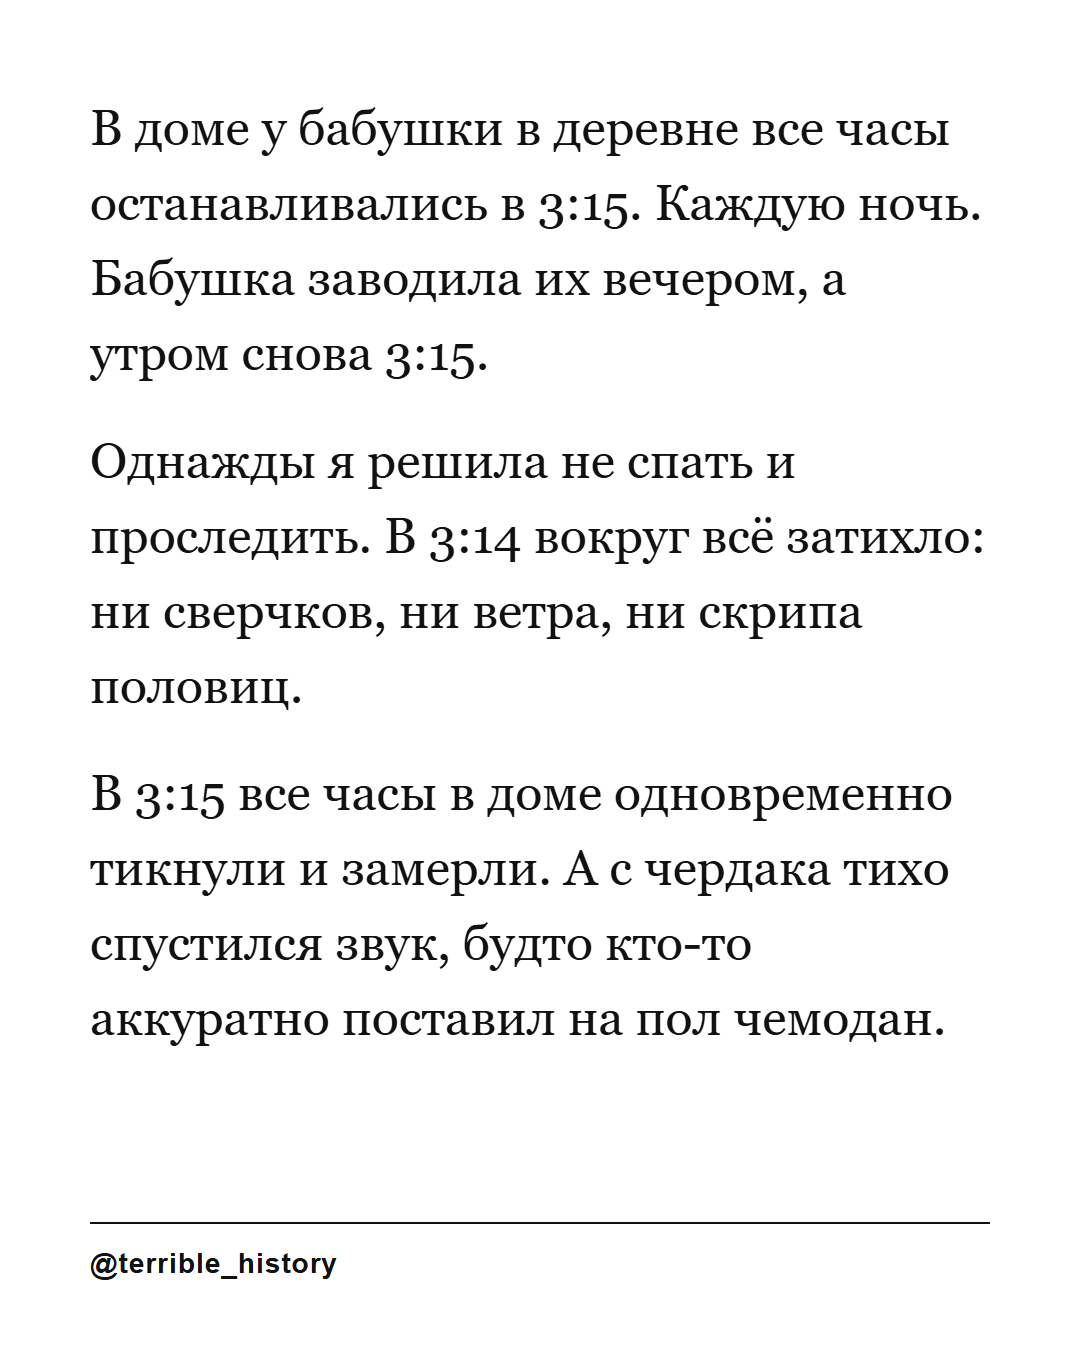 В доме у бабушки в деревне все часы
останавливались в 3:15. Каждую ночь.
Бабушка заводила их вечером, а
утром снова 3:15.
Однажды я решила не спать и
проследить. В 3:14 вокруг всё затихло:
ни сверчков, ни ветра, ни скрипа
половиц.
В 3:15 все часы в доме одновременно
тикнули и замерли. А с чердака тихо
спустился звук, будто кто-то
аккуратно поставил на пол чемодан.
@terrible_history